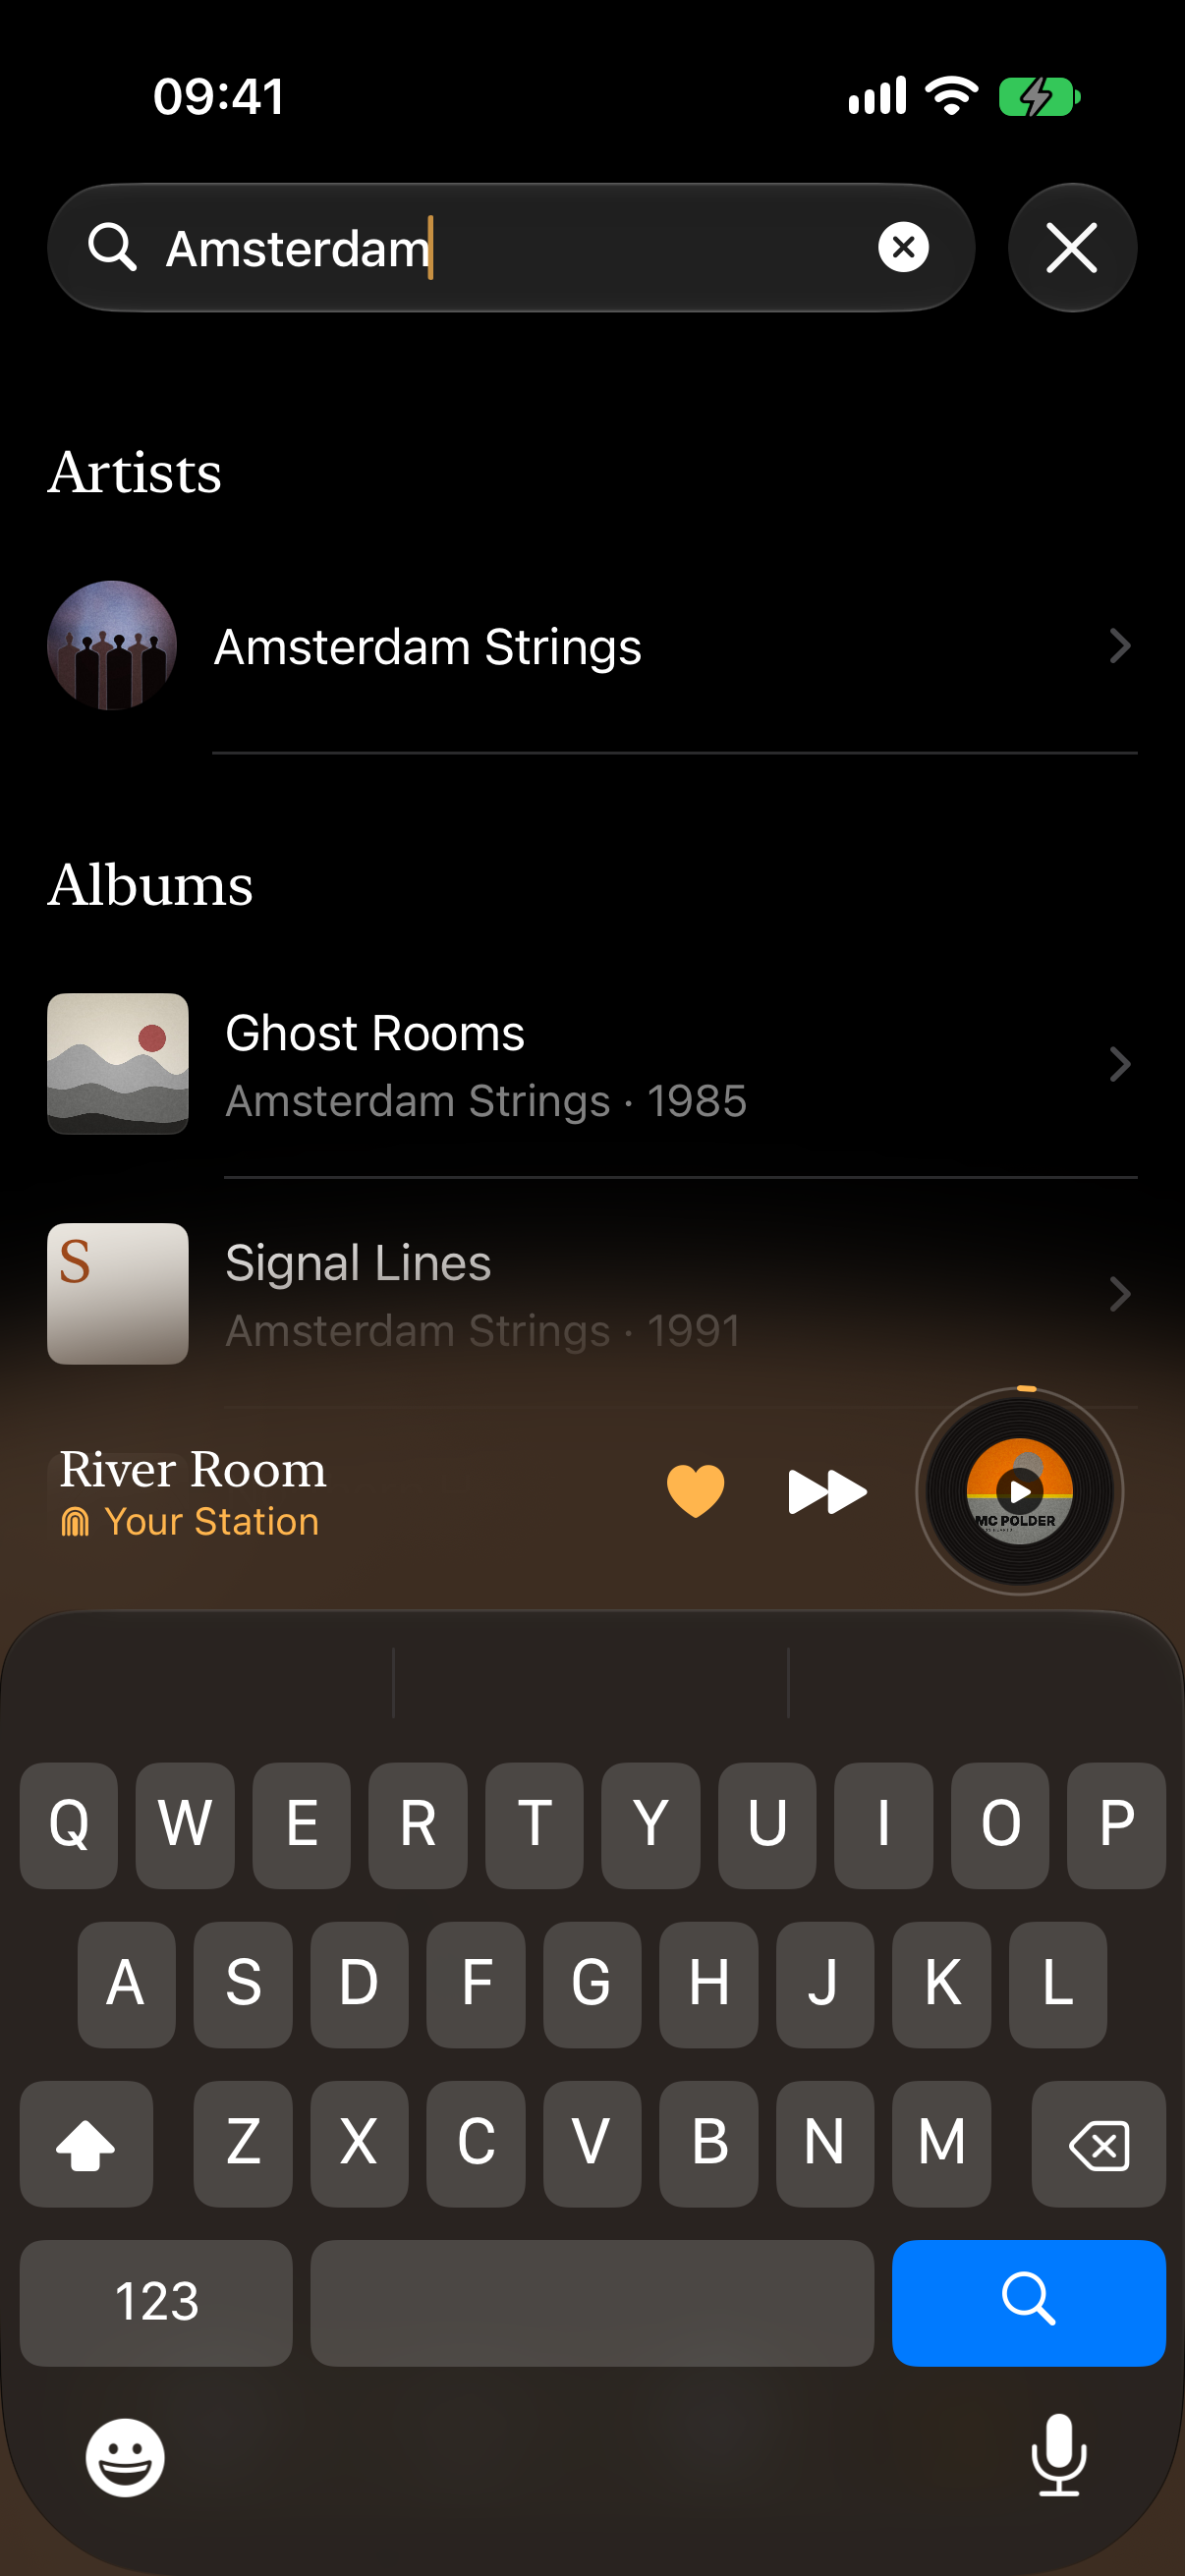 09:41
Amsterdam
Artists
Amsterdam Strings
Albums
Ghost Rooms
Amsterdam Strings · 1985
S
Signal Lines
Amsterdam Strings · 1991
River Room
Your Station
MC POLDER
Q W E R T Y U I O P
A S D F G H J K L
Z X C V B N M
123